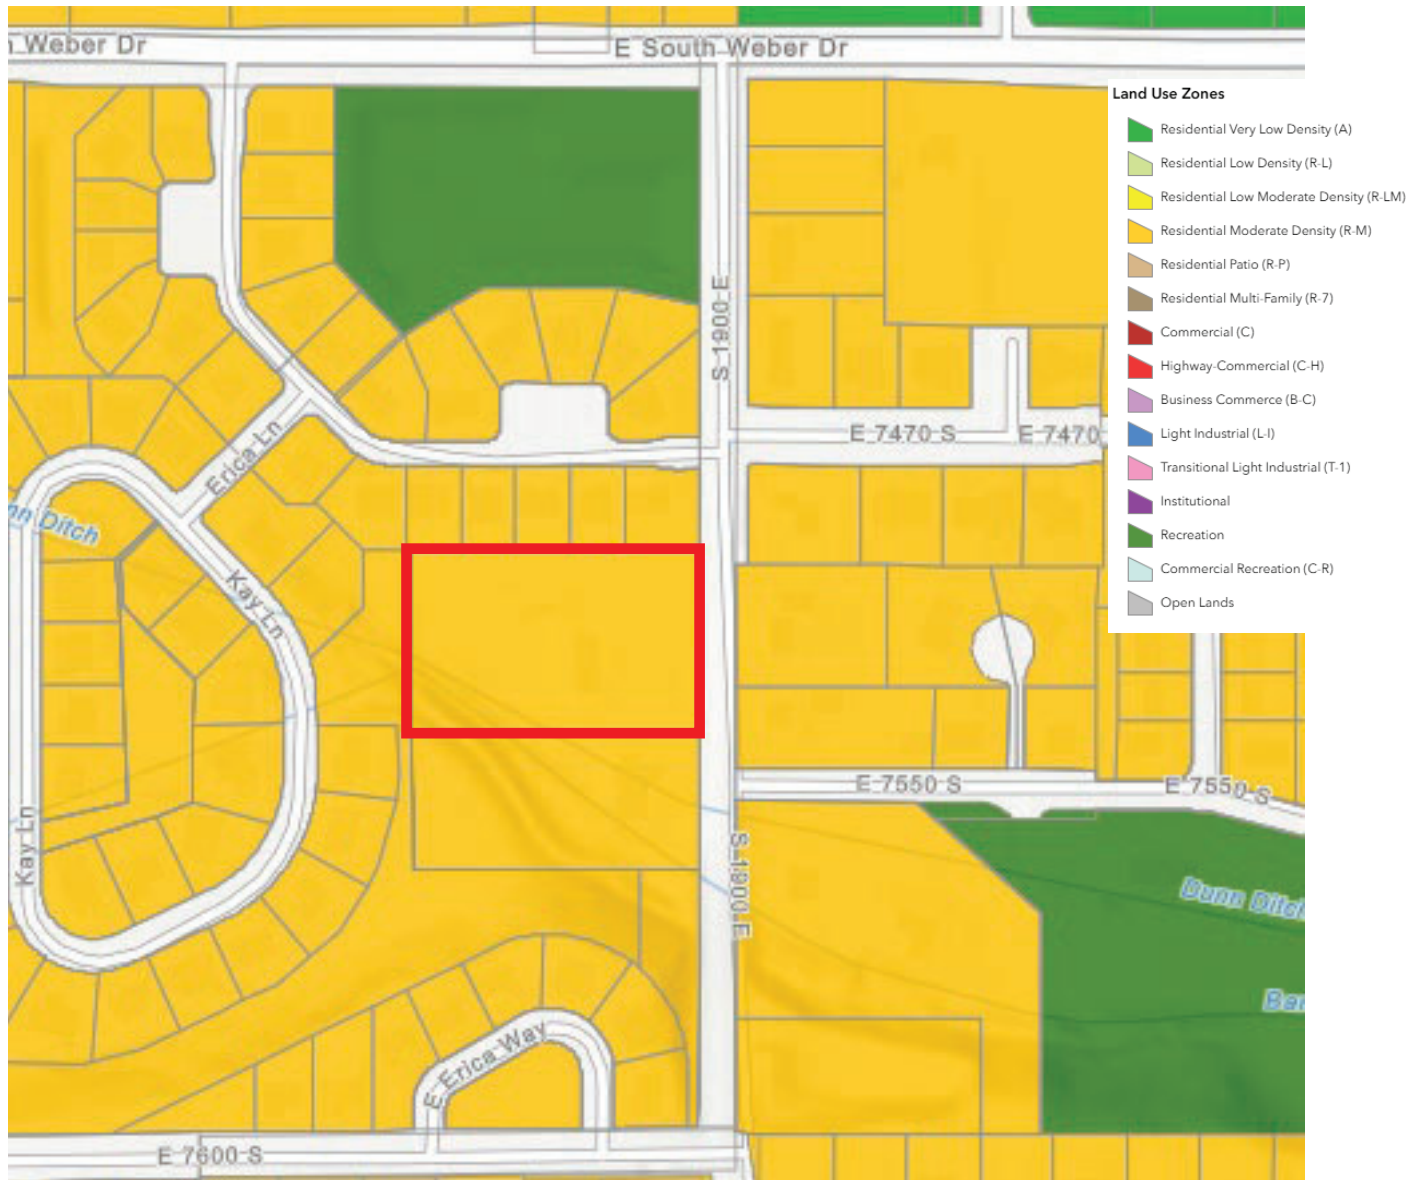 n Weber Dr
E South Weber Dr
Land Use Zones
Residential Very Low Density (A)
Residential Low Density (R-L)
Residential Low Moderate Density (R-LM)
Residential Moderate Density (R-M)
Residential Patio (R-P)
Residential Multi-Family (R-7)
Commercial (C)
Highway-Commercial (C-H)
Business Commerce (B-C)
Light Industrial (L-I)
Transitional Light Industrial (T-1)
Institutional
Recreation
Commercial Recreation (C-R)
Open Lands
S 1900 E
E 7470 S
E 7470
Erica Ln
nn Ditch
Kay Ln
E 7550 S
E 7550 S
Kay Ln
S 1900 E
Dunn Ditch
Bar
E Erica Way
E 7600 S